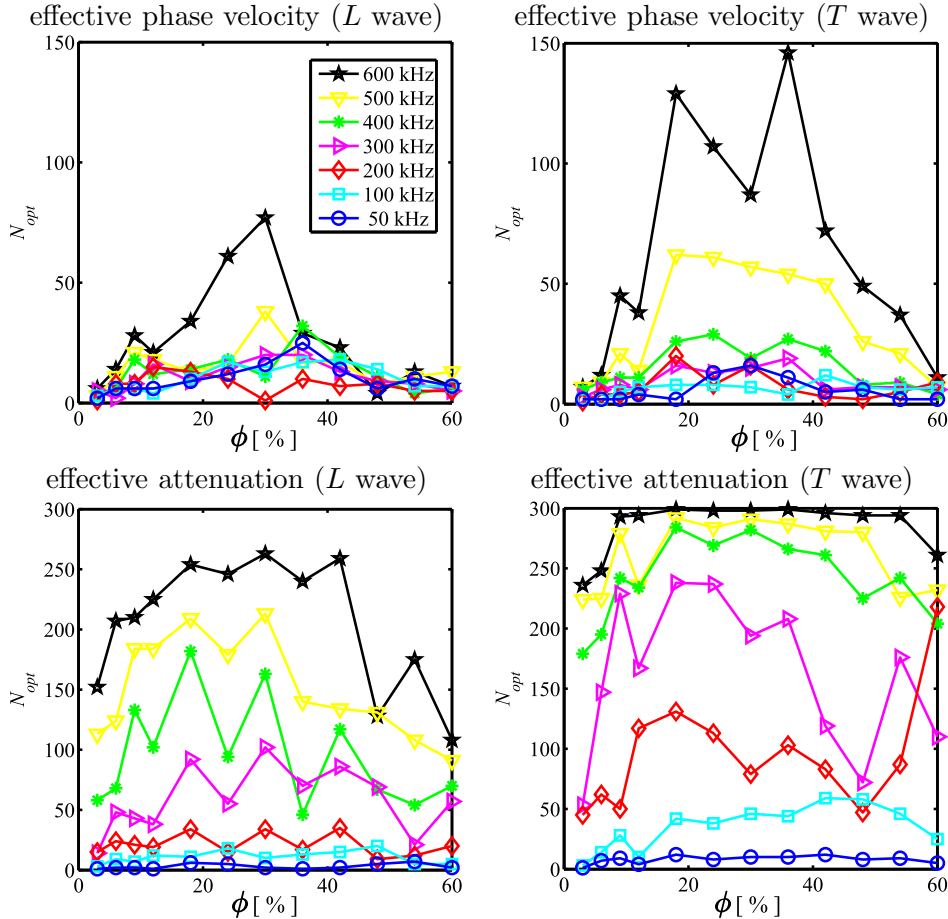 effective phase velocity (L wave)
effective phase velocity (T wave)
150
100
50
0
N_opt
600 kHz
500 kHz
400 kHz
300 kHz
200 kHz
100 kHz
50 kHz
0 20 40 60
ϕ [ % ]
150
100
50
0
N_opt
0 20 40 60
ϕ [ % ]
effective attenuation (L wave)
effective attenuation (T wave)
300
250
200
150
100
50
0
N_opt
0 20 40 60
ϕ [ % ]
300
250
200
150
100
50
0
N_opt
0 20 40 60
ϕ [ % ]